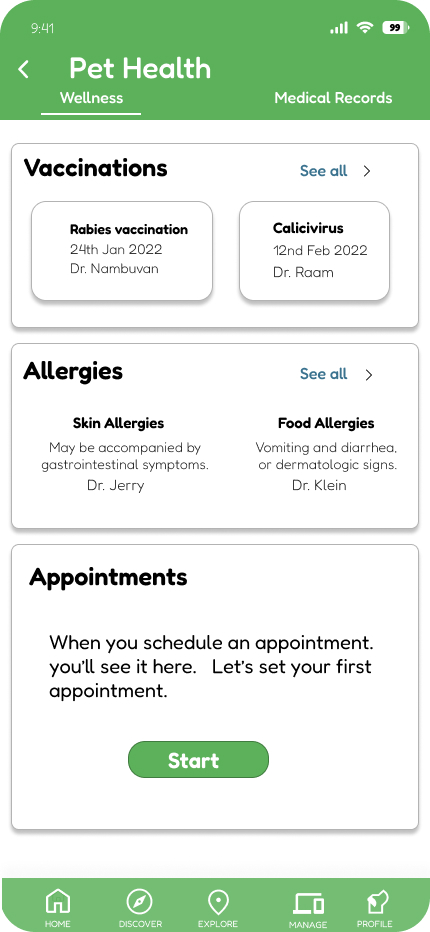 9:41
99
Pet Health
Wellness
Medical Records
Vaccinations
See all
Rabies vaccination
24th Jan 2022
Dr. Nambuvan
Calicivirus
12nd Feb 2022
Dr. Raam
Allergies
See all
Skin Allergies
May be accompanied by
gastrointestinal symptoms.
Dr. Jerry
Food Allergies
Vomiting and diarrhea,
or dermatologic signs.
Dr. Klein
Appointments
When you schedule an appointment.
you'll see it here. Let's set your first
appointment.
Start
HOME
DISCOVER
EXPLORE
MANAGE
PROFILE